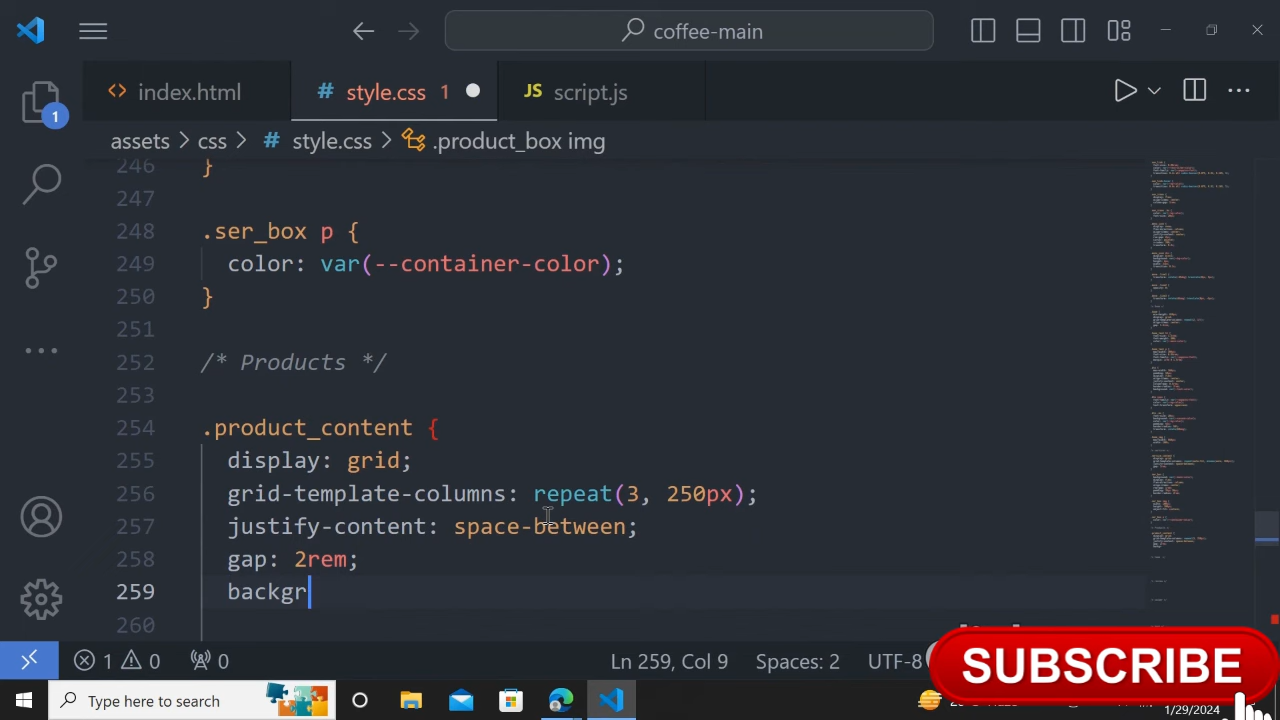 coffee-main
index.html
style.css 1
JS script.js
1
assets > css > # style.css > .product_box img
246 }
247
248 .ser_box p {
249 color: var(--container-color);
250 }
251
252 /* Products */
253
254 .product_content {
255 display: grid;
256 grid-template-columns: repeat(3, 250px);
257 justify-content: space-between;
258 gap: 2rem;
259 backgr
260
1 0 0
Ln 259, Col 9 Spaces: 2 UTF-8
SUBSCRIBE
Type here to search
1/29/2024